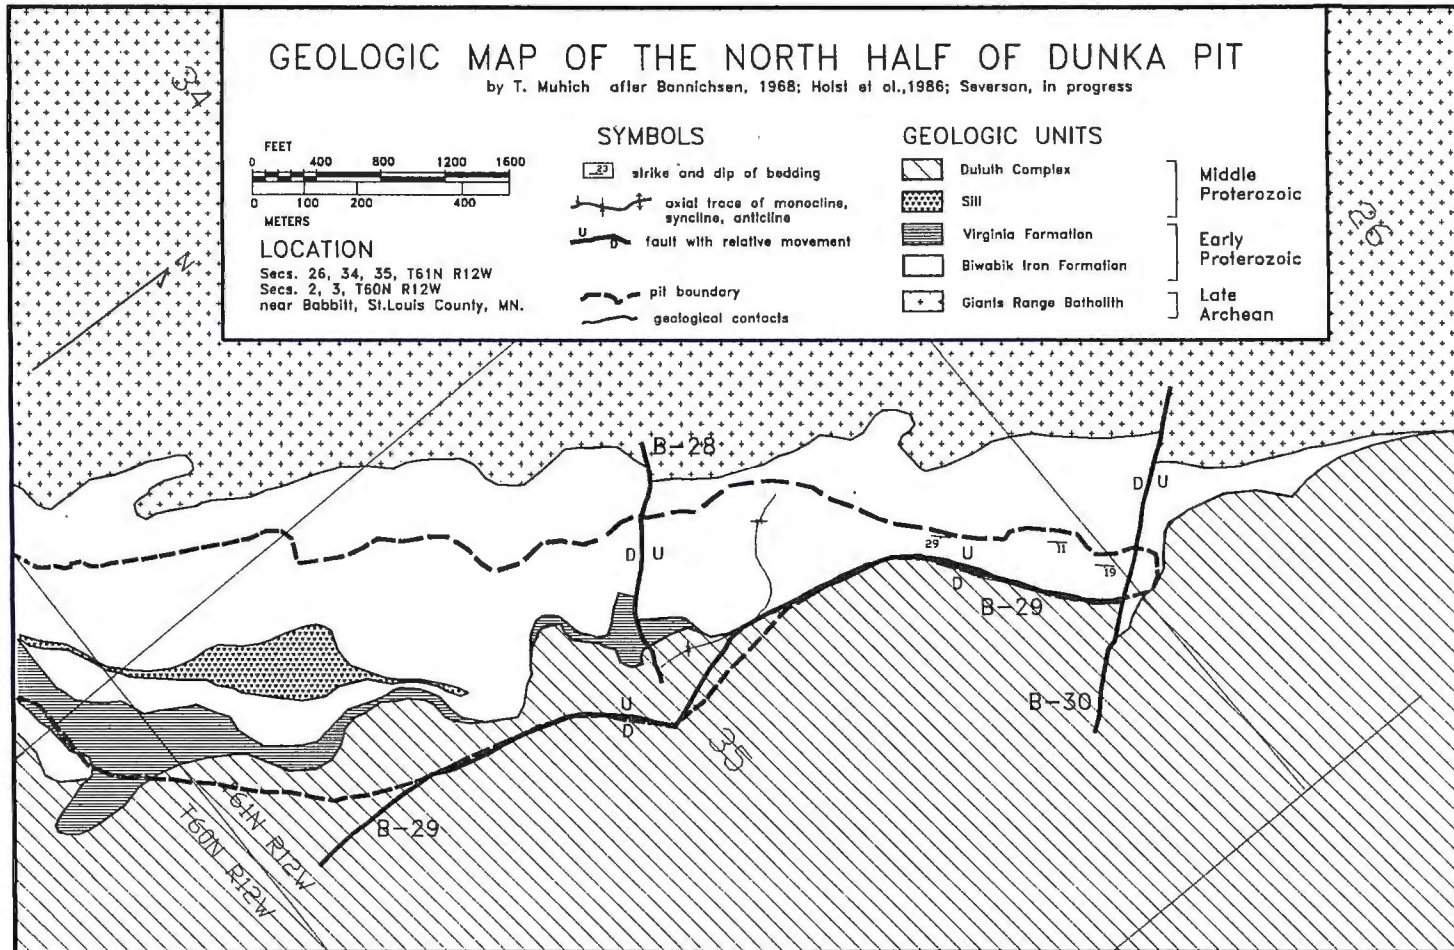 GEOLOGIC MAP OF THE NORTH HALF OF DUNKA PIT
by T. Muhich after Bonnichsen, 1968; Holst et al.,1986; Severson, in progress
FEET
0 400 800 1200 1600
0 100 200 400
METERS
LOCATION
Secs. 26, 34, 35, T61N R12W
Secs. 2, 3, T60N R12W
near Babbitt, St.Louis County, MN.
SYMBOLS
23 strike and dip of bedding
axial trace of monocline,
syncline, anticline
U D fault with relative movement
pit boundary
geological contacts
GEOLOGIC UNITS
Duluth Complex
Sill
Middle
Proterozoic
Virginia Formation
Biwabik Iron Formation
Early
Proterozoic
Giants Range Batholith
Late
Archean
34
26
N
B-28
D U
D U
29
11
19
U
D
B-29
B-30
U
D
35
B-29
T61N R12W
T60N R12W